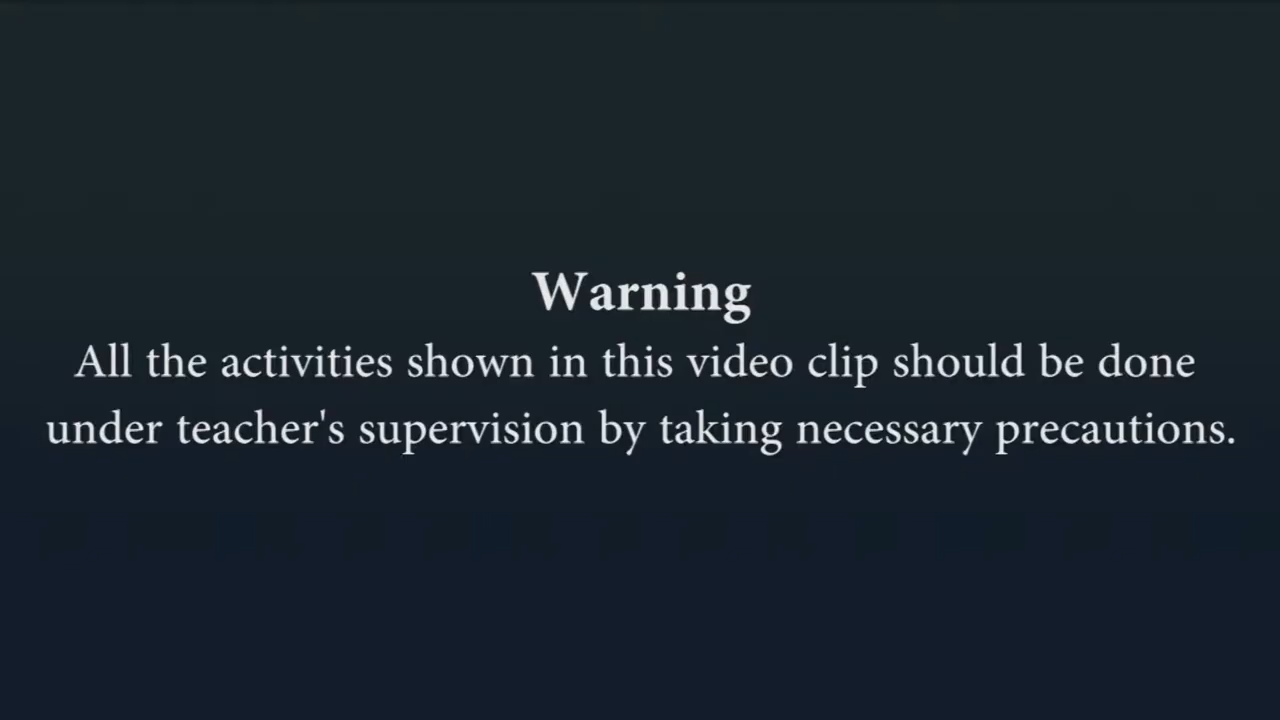 Warning
All the activities shown in this video clip should be done
under teacher's supervision by taking necessary precautions.